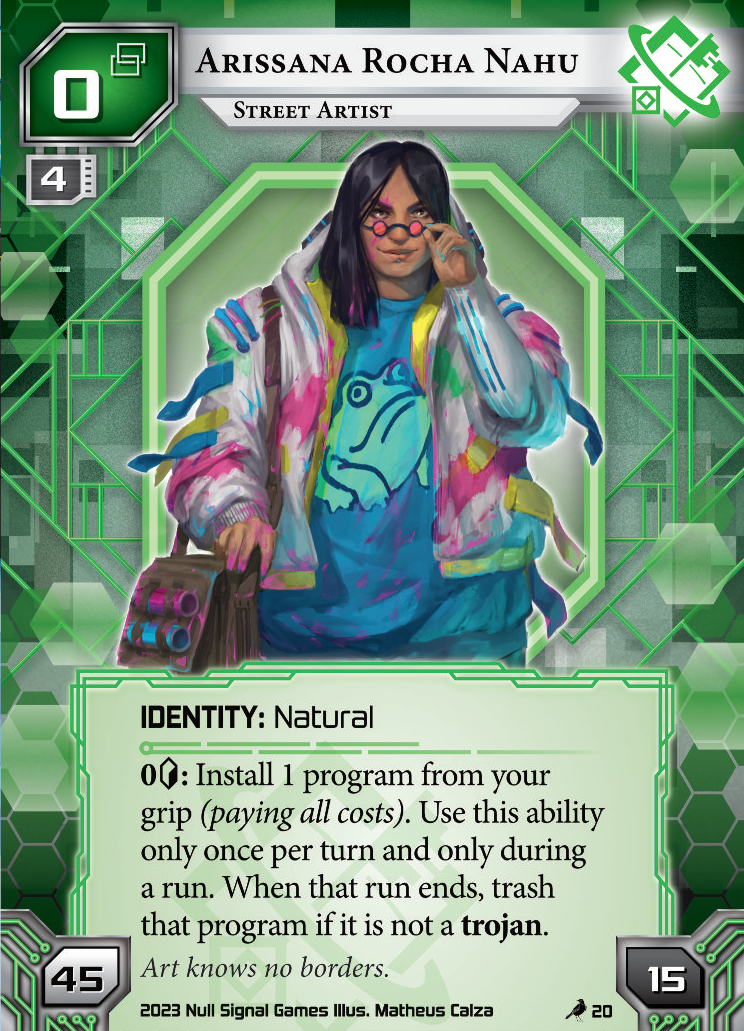 0
Arissana Rocha Nahu
Street Artist
4
IDENTITY: Natural
0: Install 1 program from your
grip (paying all costs). Use this ability
only once per turn and only during
a run. When that run ends, trash
that program if it is not a trojan.
Art knows no borders.
45
15
2023 Null Signal Games Illus. Matheus Calza
20